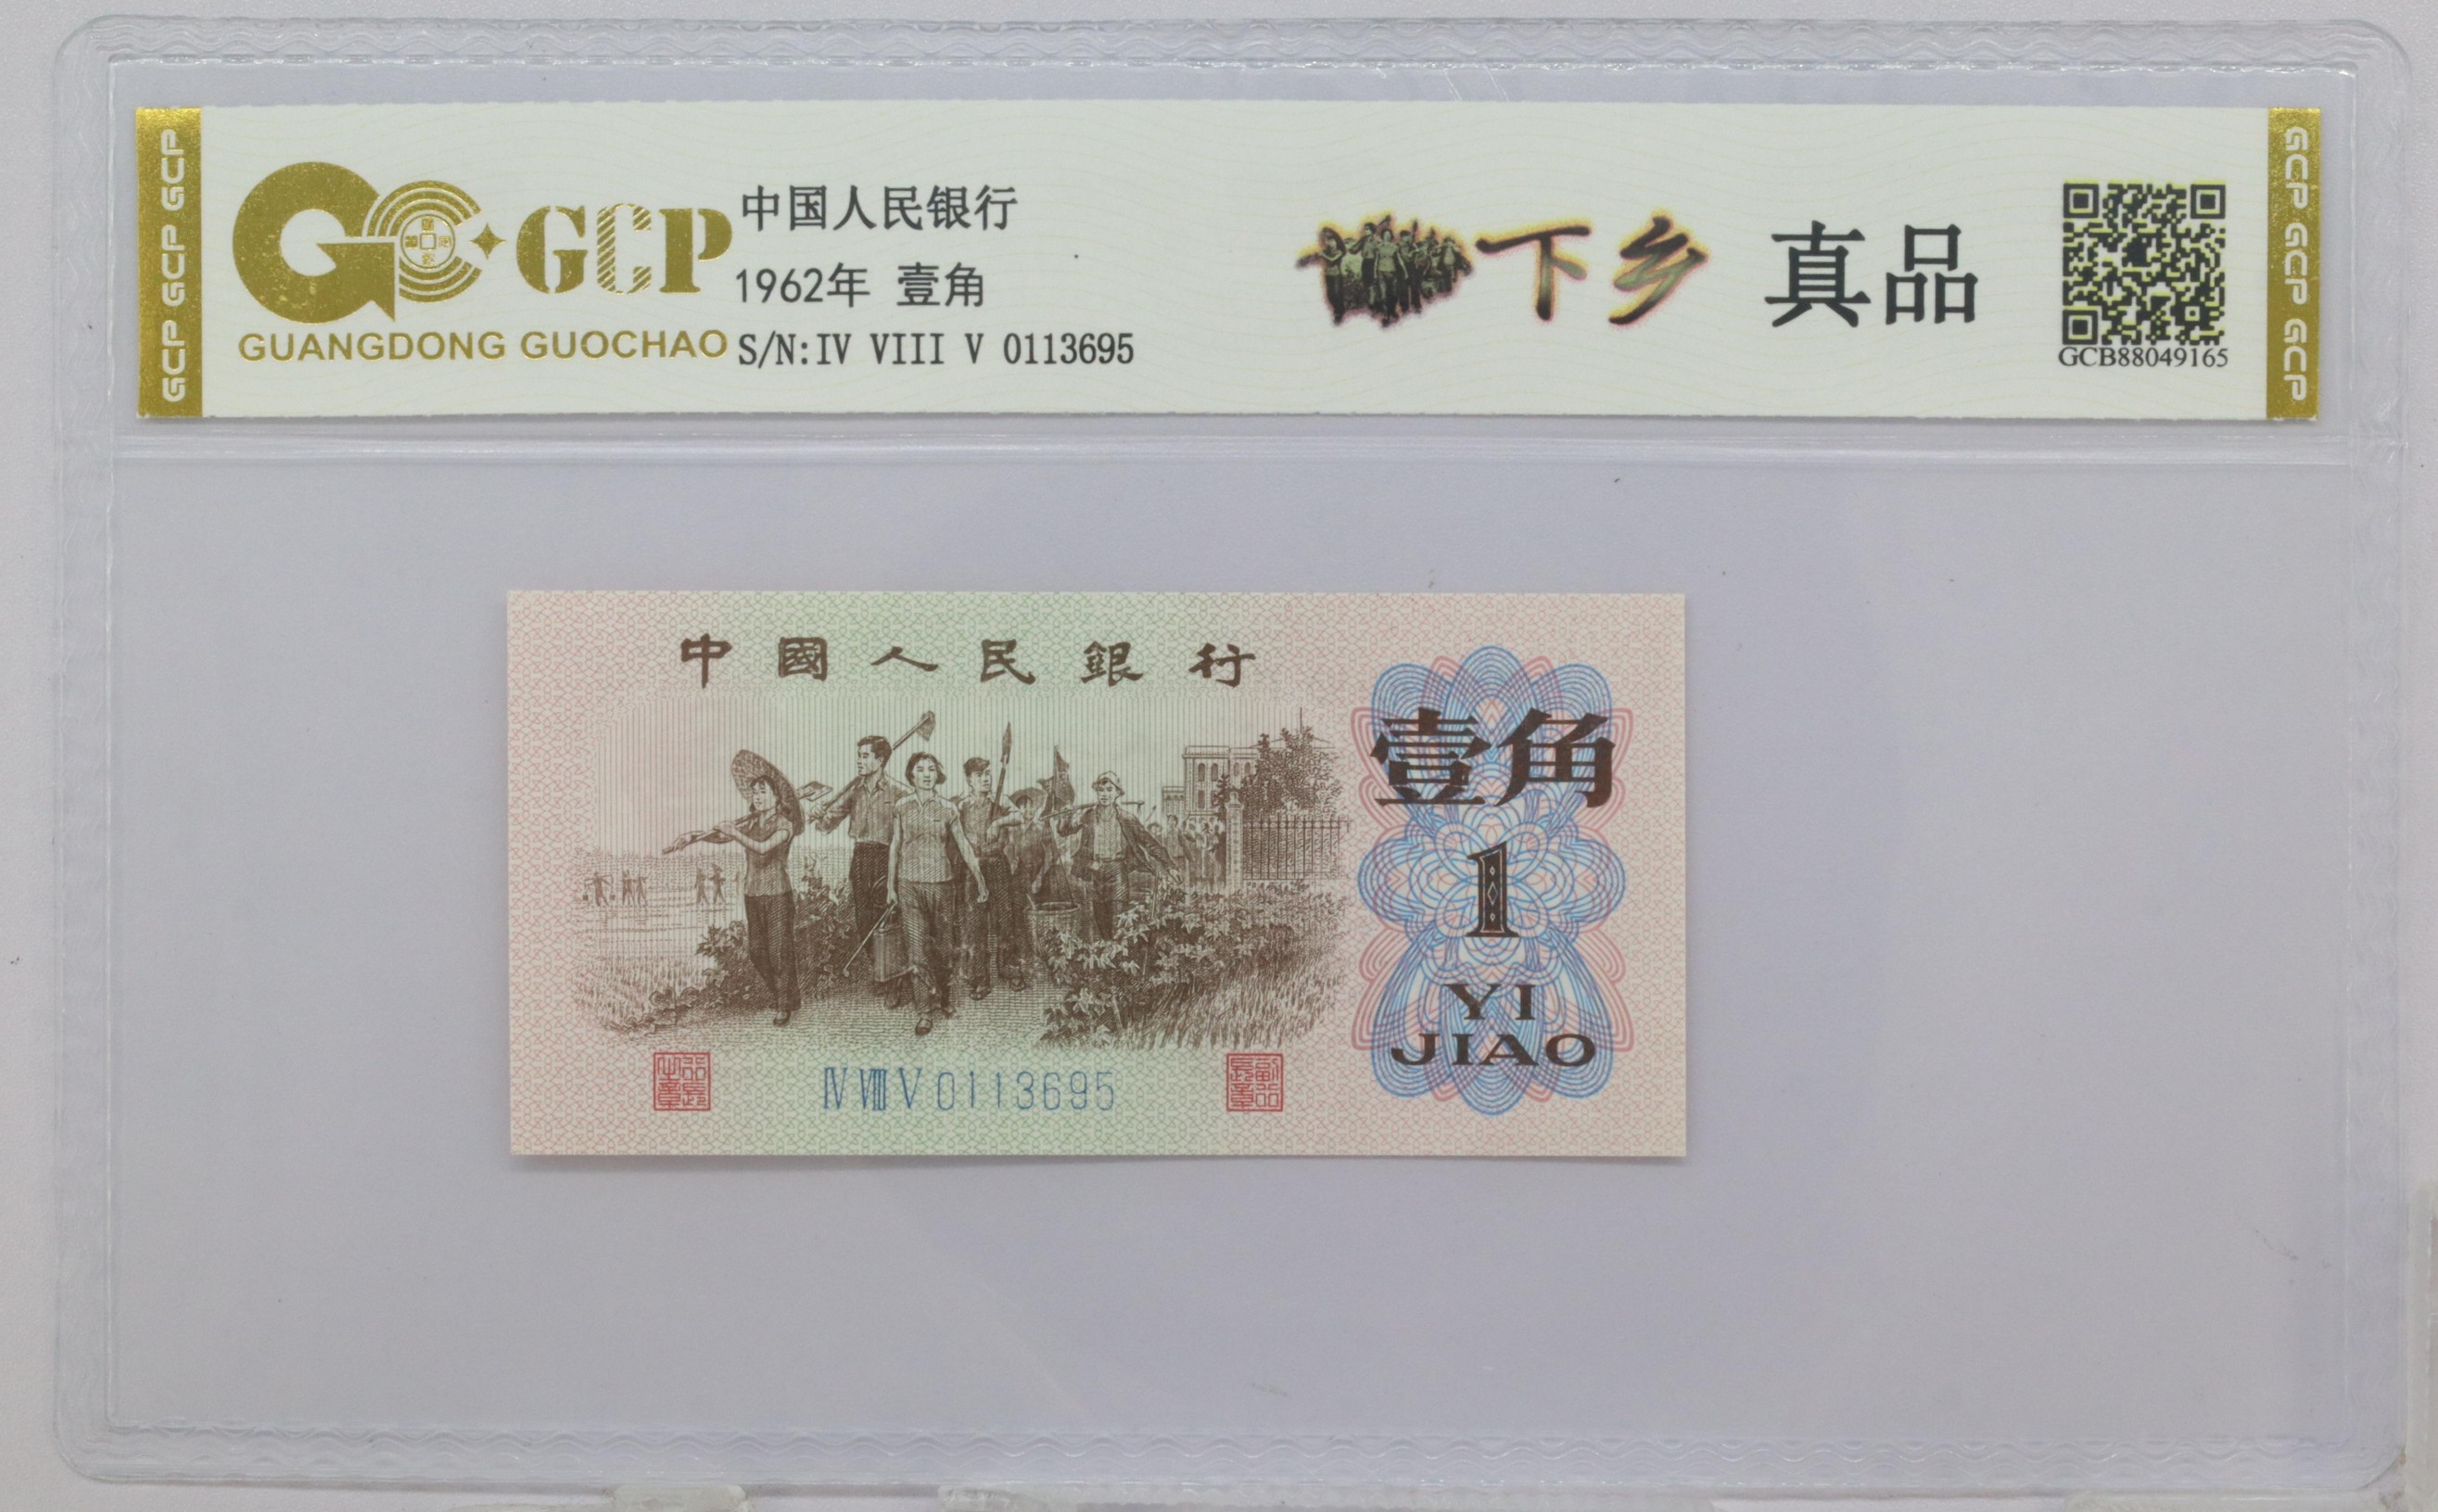 GCP GCP GCP
GCP
GUANGDONG GUOCHAO
中国人民银行
1962年 壹角
S/N:IV VIII V 0113695
下乡 真品
GCB88049165
GCP GCP GCP
中國人民銀行
壹角
1
YI
JIAO
ⅣⅧⅤ0113695